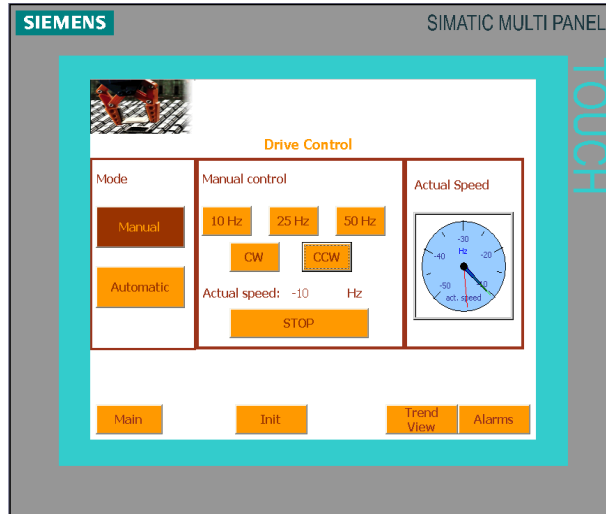 SIEMENS
SIMATIC MULTI PANEL
TOUCH
Drive Control
Mode
Manual
Automatic
Manual control
10 Hz
25 Hz
50 Hz
CW
CCW
Actual speed: -10 Hz
STOP
Actual Speed
-30
Hz
-40
-20
-50
act. speed
Main
Init
Trend
View
Alarms